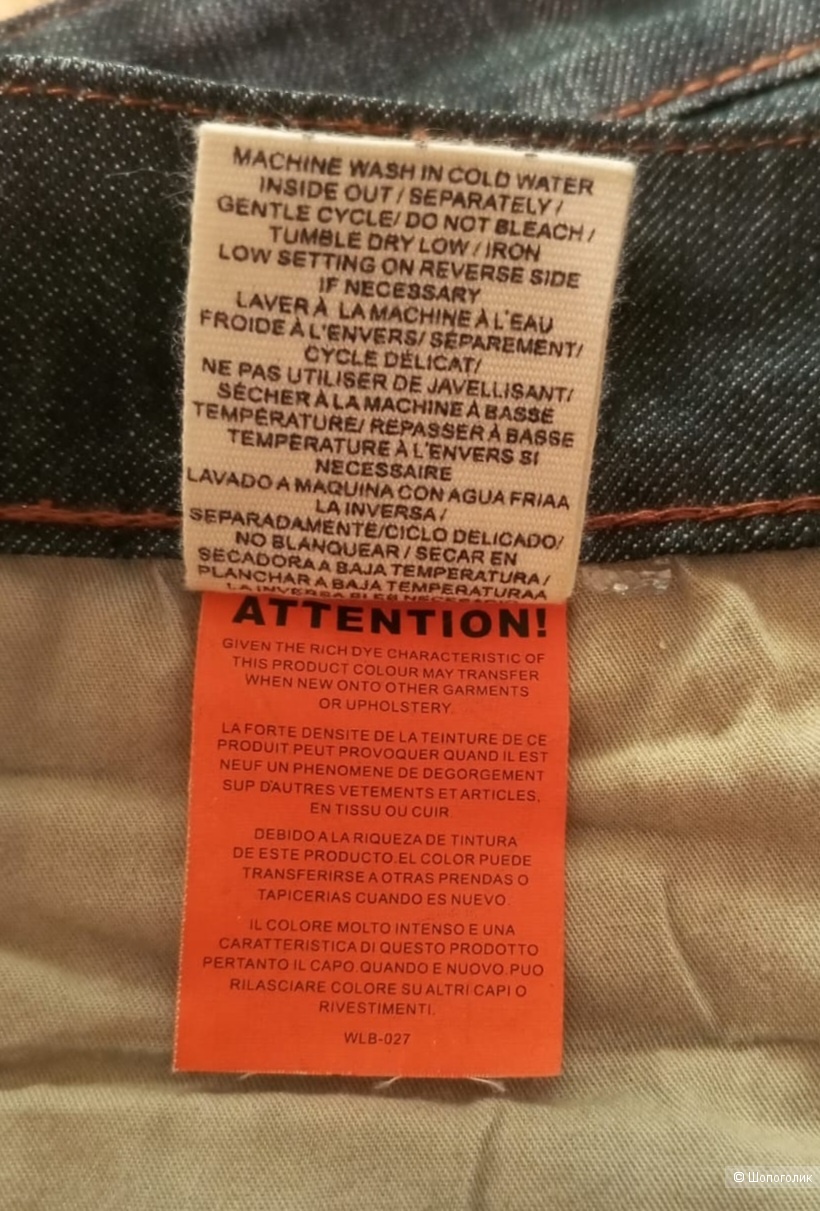 MACHINE WASH IN COLD WATER
INSIDE OUT / SEPARATELY /
GENTLE CYCLE/ DO NOT BLEACH /
TUMBLE DRY LOW / IRON
LOW SETTING ON REVERSE SIDE
IF NECESSARY
LAVER À LA MACHINE À L'EAU
FROIDE À L'ENVERS/ SÉPAREMENT/
CYCLE DÉLICAT/
NE PAS UTILISER DE JAVELLISANT/
SÉCHER À LA MACHINE À BASSE
TEMPÉRATURE/ REPASSER À BASSE
TEMPÉRATURE À L'ENVERS SI
NECESSAIRE
LAVADO A MAQUINA CON AGUA FRIAA
LA INVERSA /
SEPARADAMENTE/CICLO DELICADO/
NO BLANQUEAR / SECAR EN
SECADORA A BAJA TEMPERATURA /
PLANCHAR A BAJA TEMPERATURAA
LA INVERSA SI ES NECESARIO
ATTENTION!
GIVEN THE RICH DYE CHARACTERISTIC OF
THIS PRODUCT COLOUR MAY TRANSFER
WHEN NEW ONTO OTHER GARMENTS
OR UPHOLSTERY.
LA FORTE DENSITE DE LA TEINTURE DE CE
PRODUIT PEUT PROVOQUER QUAND IL EST
NEUF UN PHENOMENE DE DEGORGEMENT
SUP D'AUTRES VETEMENTS ET ARTICLES,
EN TISSU OU CUIR
DEBIDO A LA RIQUEZA DE TINTURA
DE ESTE PRODUCTO.EL COLOR PUEDE
TRANSFERIRSE A OTRAS PRENDAS O
TAPICERIAS CUANDO ES NUEVO
IL COLORE MOLTO INTENSO E UNA
CARATTERISTICA DI QUESTO PRODOTTO
PERTANTO IL CAPO.QUANDO E NUOVO.PUO
RILASCIARE COLORE SU ALTRI CAPI O
RIVESTIMENTI.
WLB-027
© Шопоголик